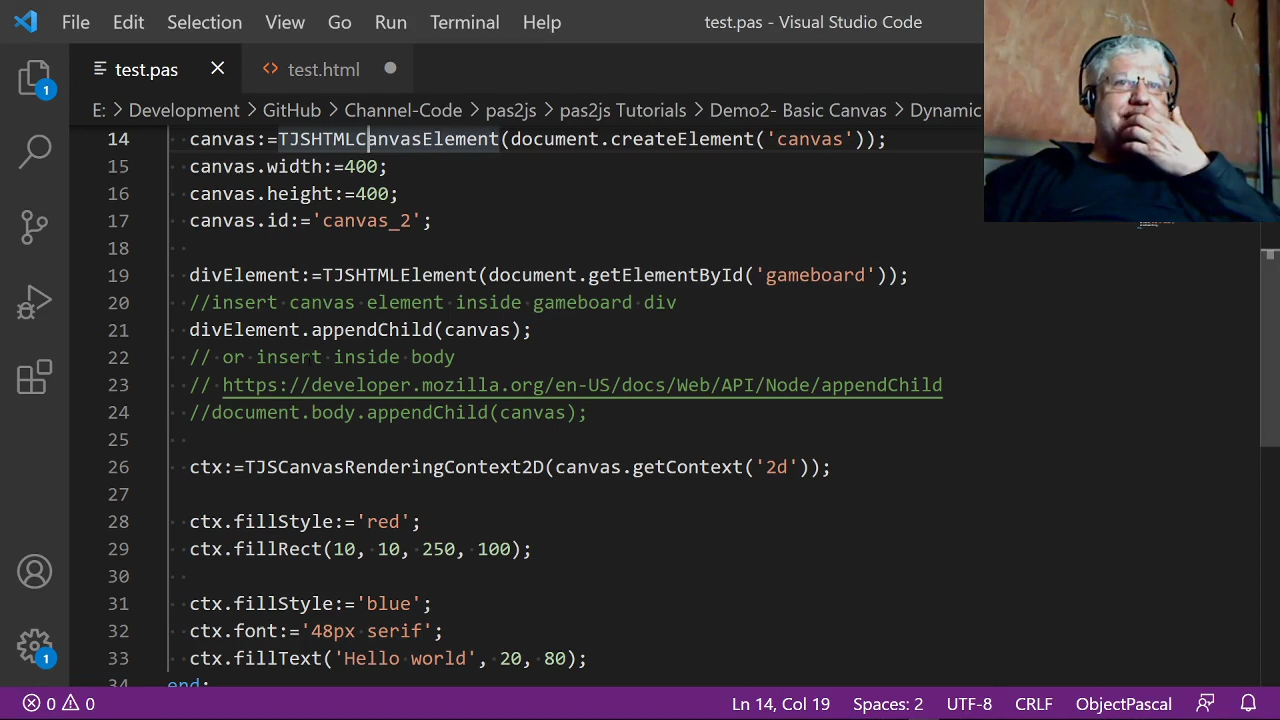 File Edit Selection View Go Run Terminal Help test.pas - Visual Studio Code
test.pas test.html
1
E: > Development > GitHub > Channel-Code > pas2js > pas2js Tutorials > Demo2- Basic Canvas > Dynamic
14 canvas:=TJSHTMLCanvasElement(document.createElement('canvas'));
15 canvas.width:=400;
16 canvas.height:=400;
17 canvas.id:='canvas_2';
18
19 divElement:=TJSHTMLElement(document.getElementById('gameboard'));
20 //insert canvas element inside gameboard div
21 divElement.appendChild(canvas);
22 // or insert inside body
23 // https://developer.mozilla.org/en-US/docs/Web/API/Node/appendChild
24 //document.body.appendChild(canvas);
25
26 ctx:=TJSCanvasRenderingContext2D(canvas.getContext('2d'));
27
28 ctx.fillStyle:='red';
29 ctx.fillRect(10, 10, 250, 100);
30
31 ctx.fillStyle:='blue';
32 ctx.font:='48px serif';
33 ctx.fillText('Hello world', 20, 80);
34 end;
1
0 0 Ln 14, Col 19 Spaces: 2 UTF-8 CRLF ObjectPascal